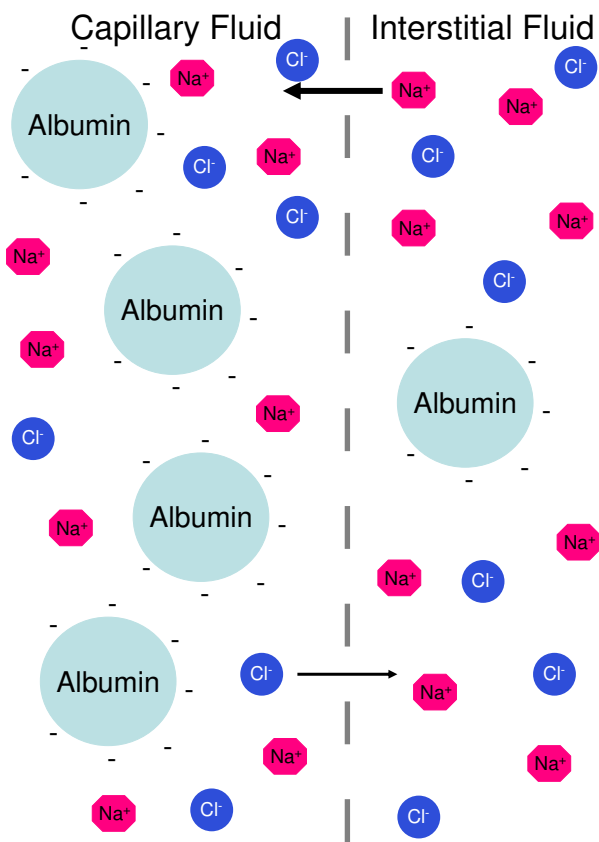 Capillary Fluid
Cl⁻
Na⁺
Albumin
Na⁺
Cl⁻
Cl⁻
Na⁺
Albumin
Na⁺
Na⁺
Cl⁻
Albumin
Na⁺
Albumin
Cl⁻
Na⁺
Na⁺
Cl⁻
Interstitial Fluid
Cl⁻
Na⁺
Na⁺
Cl⁻
Na⁺
Na⁺
Cl⁻
Albumin
Na⁺
Na⁺
Cl⁻
Cl⁻
Na⁺
Na⁺
Cl⁻